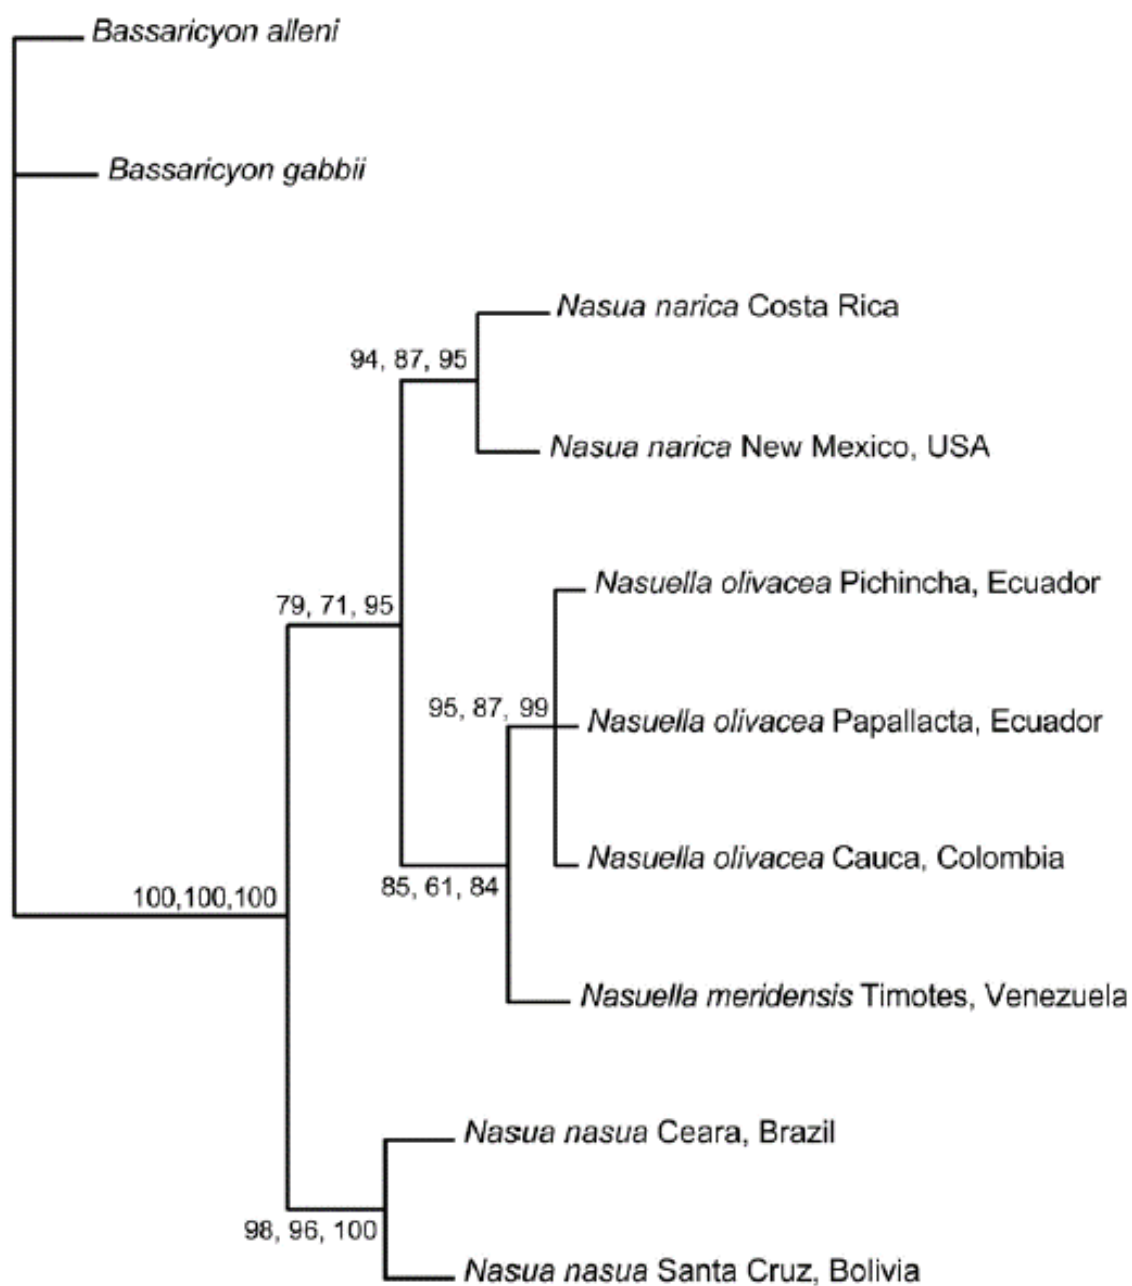 Bassaricyon alleni
Bassaricyon gabbii
Nasua narica Costa Rica
94, 87, 95
Nasua narica New Mexico, USA
Nasuella olivacea Pichincha, Ecuador
79, 71, 95
95, 87, 99
Nasuella olivacea Papallacta, Ecuador
Nasuella olivacea Cauca, Colombia
85, 61, 84
100,100,100
Nasuella meridensis Timotes, Venezuela
Nasua nasua Ceara, Brazil
98, 96, 100
Nasua nasua Santa Cruz, Bolivia